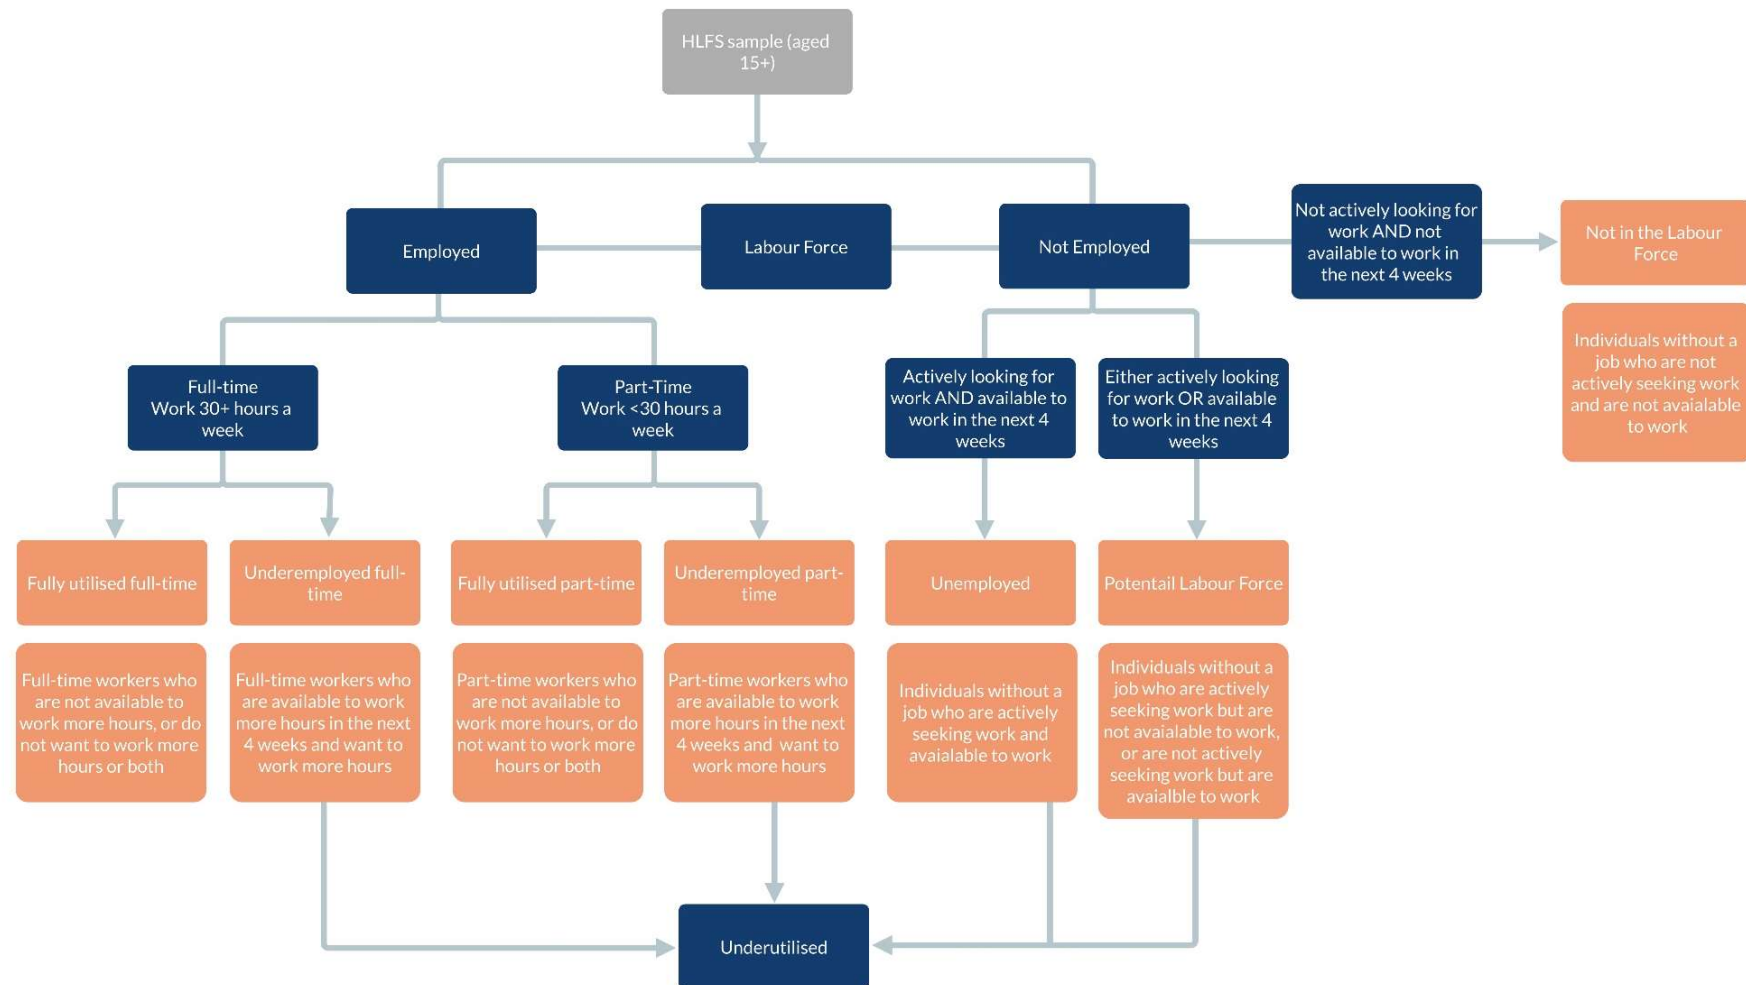 HLFS sample (aged
15+)
Employed
Labour Force
Not Employed
Not actively looking for
work AND not
available to work in
the next 4 weeks
Not in the Labour
Force
Individuals without a
job who are not
actively seeking work
and are not avaialable
to work
Full-time
Work 30+ hours a
week
Part-Time
Work <30 hours a
week
Actively looking for
work AND available to
work in the next 4
weeks
Either actively looking
for work OR available
to work in the next 4
weeks
Fully utilised full-time
Underemployed full-
time
Fully utilised part-time
Underemployed part-
time
Unemployed
Potentail Labour Force
Full-time workers who
are not available to
work more hours, or do
not want to work more
hours or both
Full-time workers who
are available to work
more hours in the next
4 weeks and want to
work more hours
Part-time workers who
are not available to
work more hours, or do
not want to work more
hours or both
Part-time workers who
are available to work
more hours in the next
4 weeks and want to
work more hours
Individuals without a
job who are actively
seeking work and
avaialable to work
Individuals without a
job who are actively
seeking work but are
not avaialable to work,
or are not actively
seeking work but are
avaialble to work
Underutilised